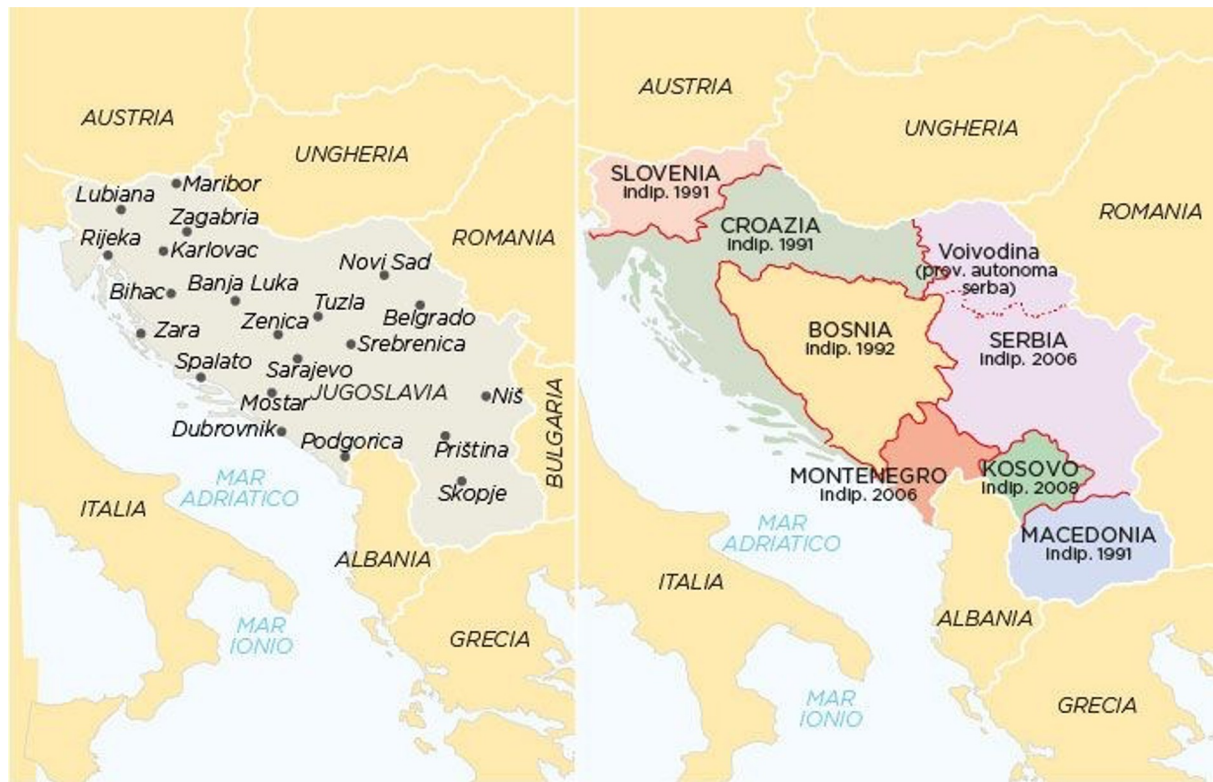 AUSTRIA
UNGHERIA
Maribor
Lubiana
Zagabria
Rijeka
Karlovac
ROMANIA
Novi Sad
Banja Luka
Bihac
Tuzla
Belgrado
Zenica
Zara
Srebrenica
Spalato
Sarajevo
JUGOSLAVIA
Mostar
Niš
Dubrovnik
Podgorica
Priština
BULGARIA
Skopje
MAR
ADRIATICO
ITALIA
ALBANIA
MAR
IONIO
GRECIA
AUSTRIA
UNGHERIA
SLOVENIA
indip. 1991
CROAZIA
indip. 1991
ROMANIA
Voivodina
(prov. autonoma
serba)
BOSNIA
indip. 1992
SERBIA
indip. 2006
MONTENEGRO
indip. 2006
KOSOVO
indip. 2008
MACEDONIA
indip. 1991
MAR
ADRIATICO
ITALIA
ALBANIA
MAR
IONIO
GRECIA